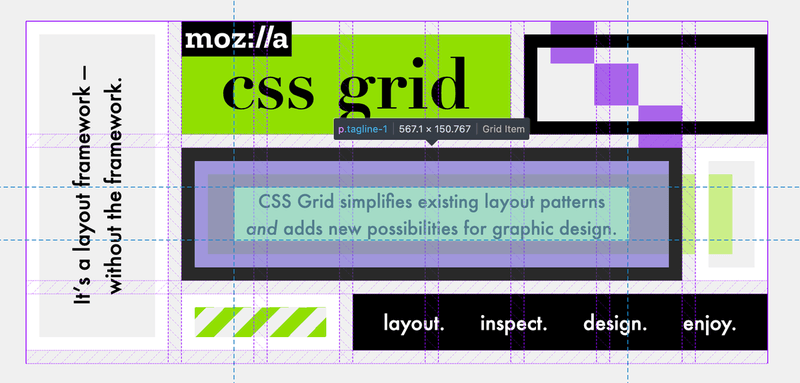 moz://a
css grid
It's a layout framework —
without the framework.
p.tagline-1 567.1 × 150.767 Grid Item
CSS Grid simplifies existing layout patterns
and adds new possibilities for graphic design.
layout. inspect. design. enjoy.